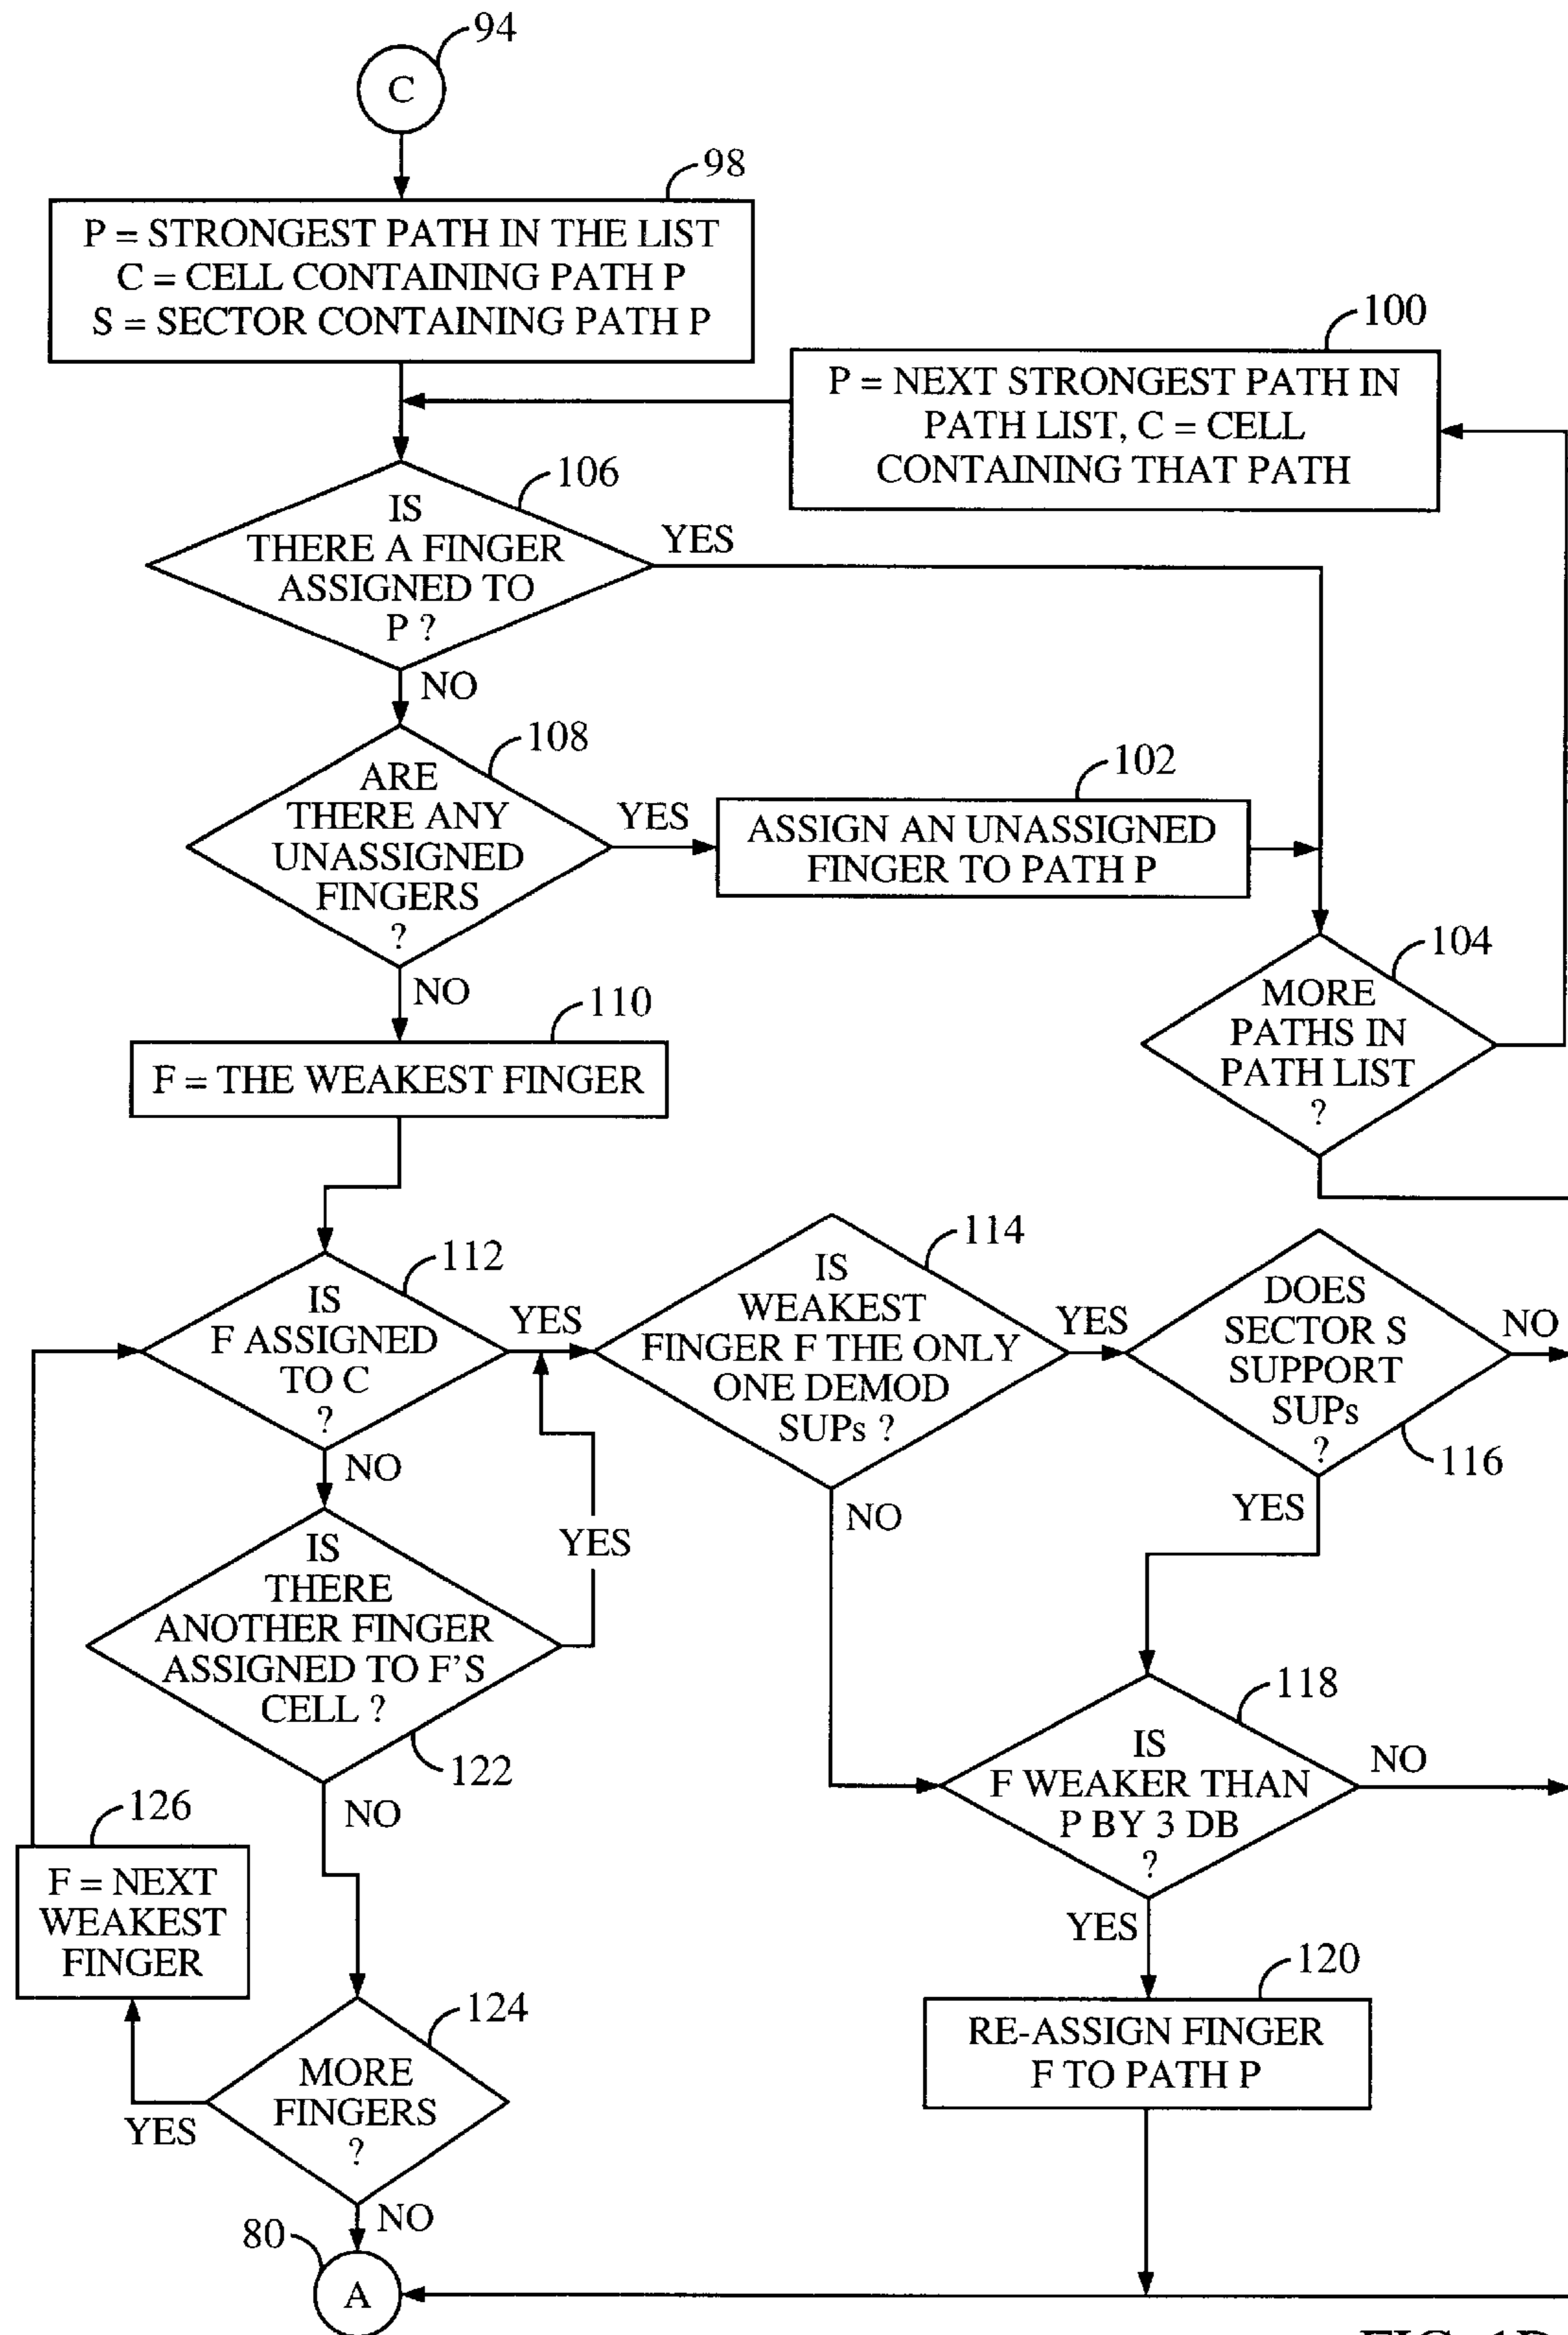 94
C
98
P = STRONGEST PATH IN THE LIST
C = CELL CONTAINING PATH P
S = SECTOR CONTAINING PATH P
100
P = NEXT STRONGEST PATH IN
PATH LIST, C = CELL
CONTAINING THAT PATH
106
IS
THERE A FINGER
ASSIGNED TO
P ?
YES
NO
108
ARE
THERE ANY
UNASSIGNED
FINGERS
?
YES
102
ASSIGN AN UNASSIGNED
FINGER TO PATH P
NO
104
MORE
PATHS IN
PATH LIST
?
110
F = THE WEAKEST FINGER
112
IS
F ASSIGNED
TO C
?
YES
114
IS
WEAKEST
FINGER F THE ONLY
ONE DEMOD
SUPs ?
YES
DOES
SECTOR S
SUPPORT
SUPs
?
NO
116
NO
NO
YES
IS
THERE
ANOTHER FINGER
ASSIGNED TO F'S
CELL ?
YES
122
118
IS
F WEAKER THAN
P BY 3 DB
?
NO
NO
126
F = NEXT
WEAKEST
FINGER
YES
120
RE-ASSIGN FINGER
F TO PATH P
124
MORE
FINGERS
?
YES
NO
80
A